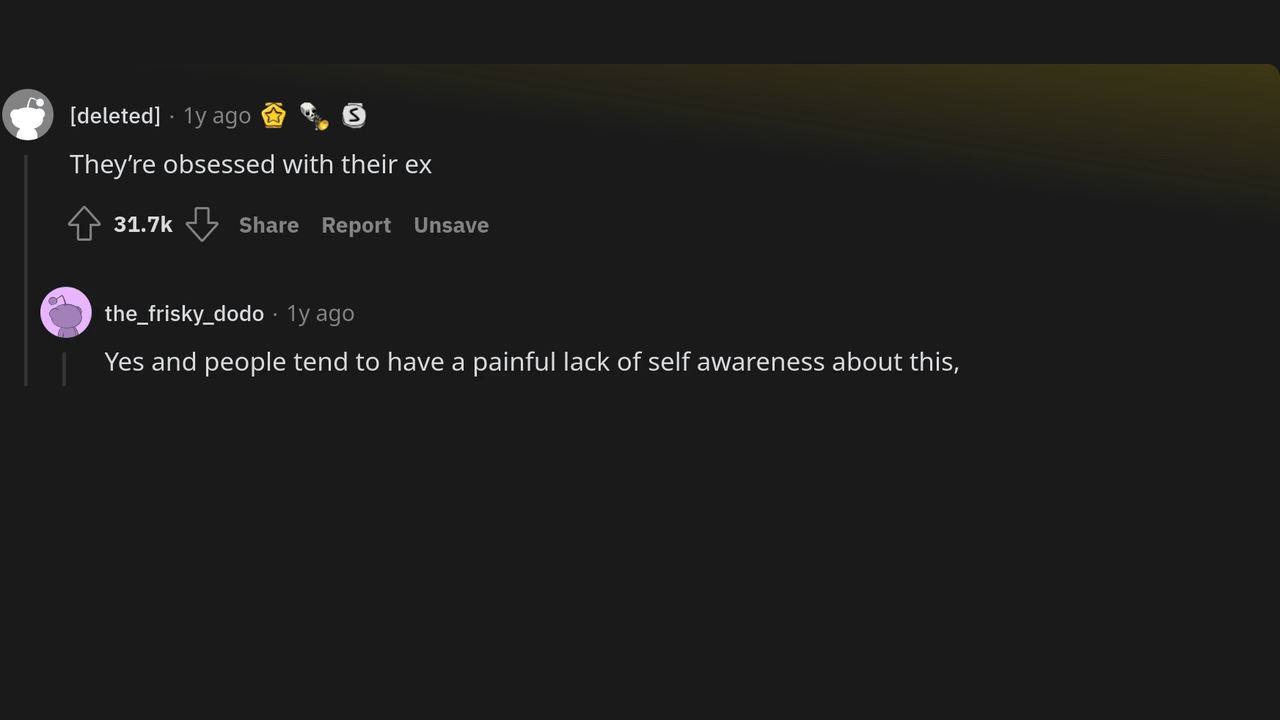 [deleted] · 1y ago
They’re obsessed with their ex
31.7k Share Report Unsave
the_frisky_dodo · 1y ago
Yes and people tend to have a painful lack of self awareness about this,